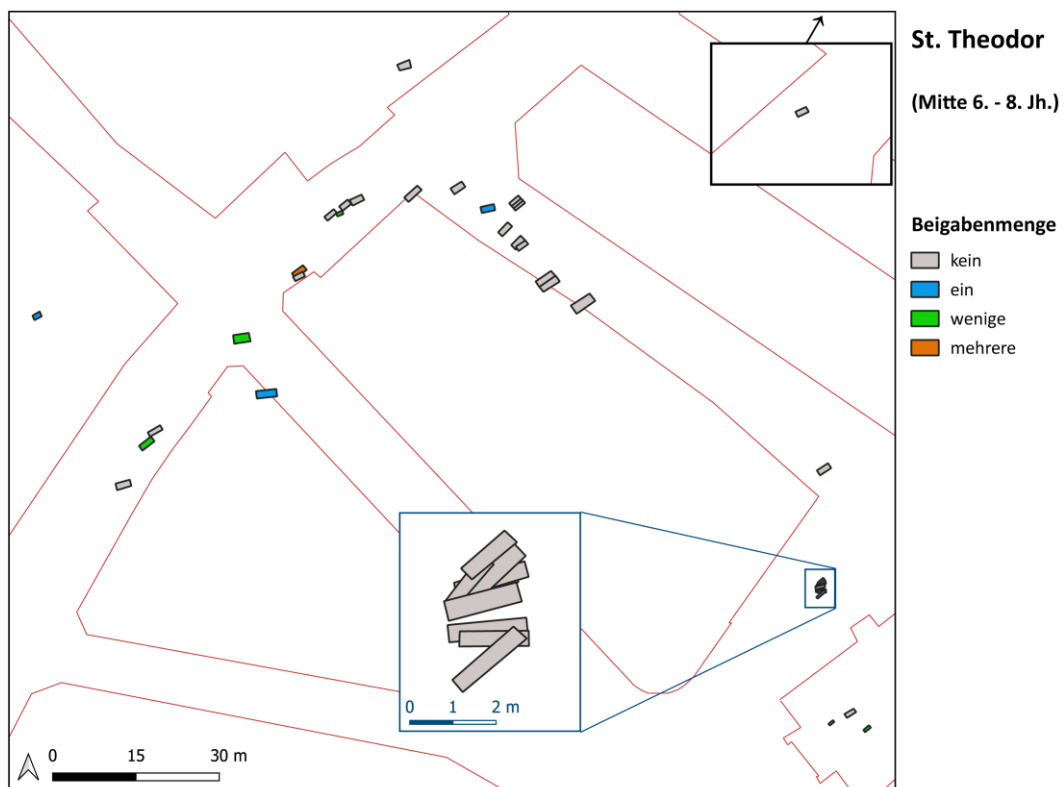 St. Theodor
(Mitte 6. - 8. Jh.)
Beigabenmenge
kein
ein
wenige
mehrere
0 1 2 m
0 15 30 m